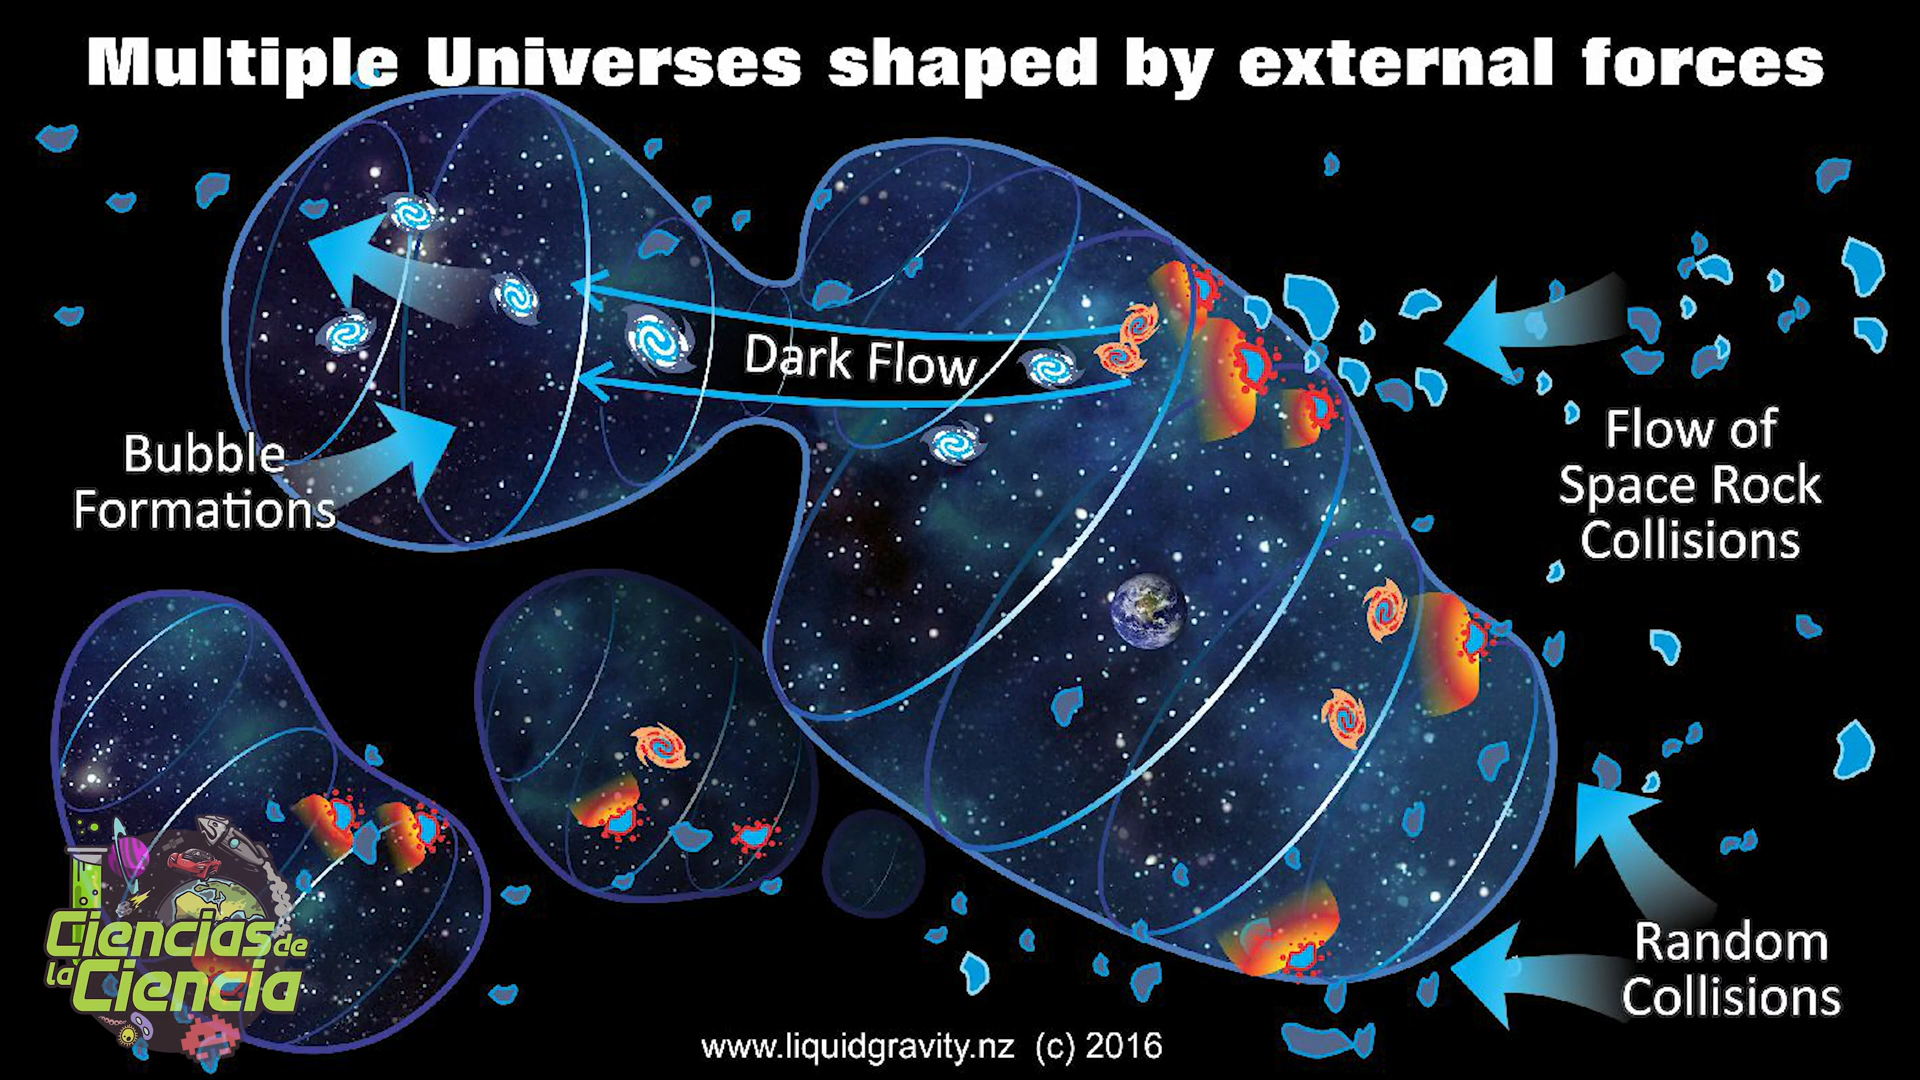 Multiple Universes shaped by external forces
Dark Flow
Bubble
Formations
Flow of
Space Rock
Collisions
Random
Collisions
Ciencias de
la Ciencia
www.liquidgravity.nz (c) 2016